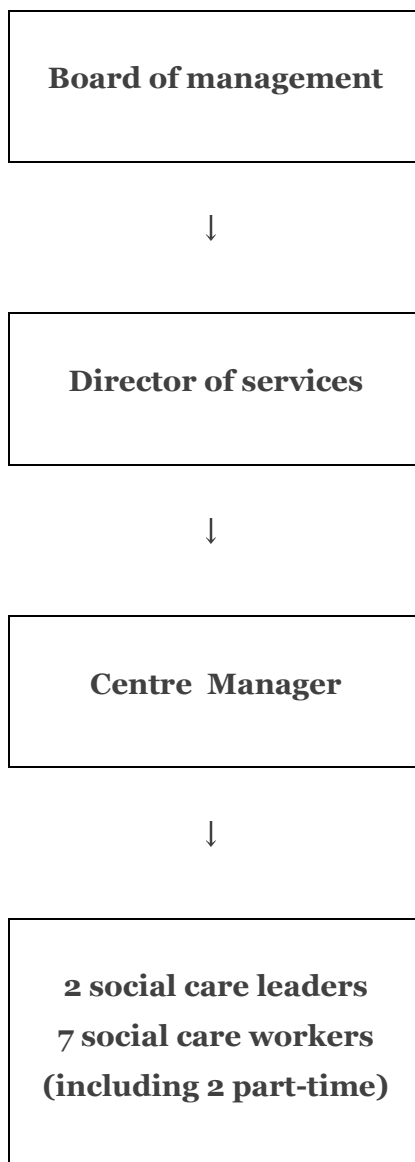 Board of management
↓
Director of services
↓
Centre Manager
↓
2 social care leaders
7 social care workers
(including 2 part-time)